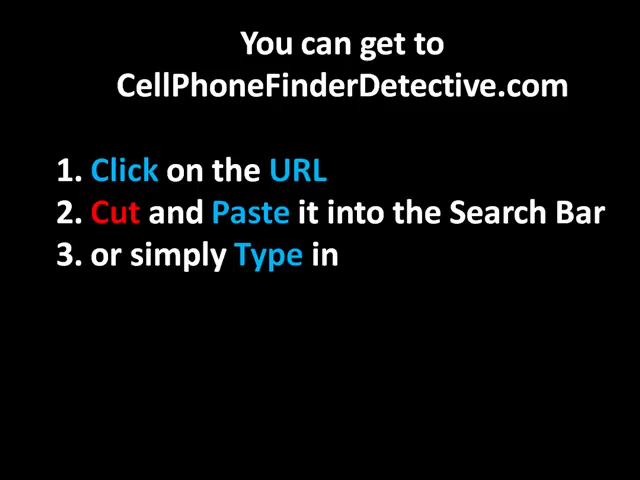 You can get to
CellPhoneFinderDetective.com
1. Click on the URL
2. Cut and Paste it into the Search Bar
3. or simply Type in